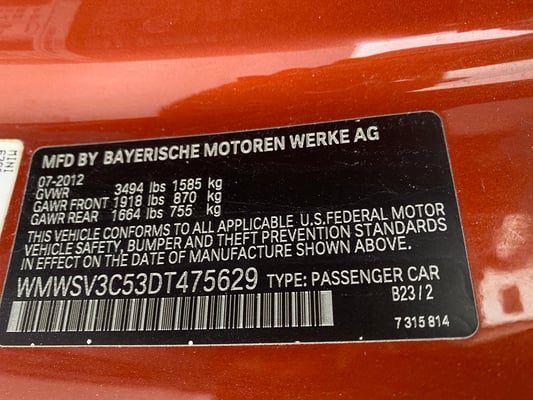 MFD BY BAYERISCHE MOTOREN WERKE AG
07-2012
GVWR 3494 lbs 1585 kg
GAWR FRONT 1918 lbs 870 kg
GAWR REAR 1664 lbs 755 kg
THIS VEHICLE CONFORMS TO ALL APPLICABLE U.S.FEDERAL MOTOR
VEHICLE SAFETY, BUMPER AND THEFT PREVENTION STANDARDS
IN EFFECT ON THE DATE OF MANUFACTURE SHOWN ABOVE.
WMWSV3C53DT475629 TYPE: PASSENGER CAR
B23/2
7 315 814